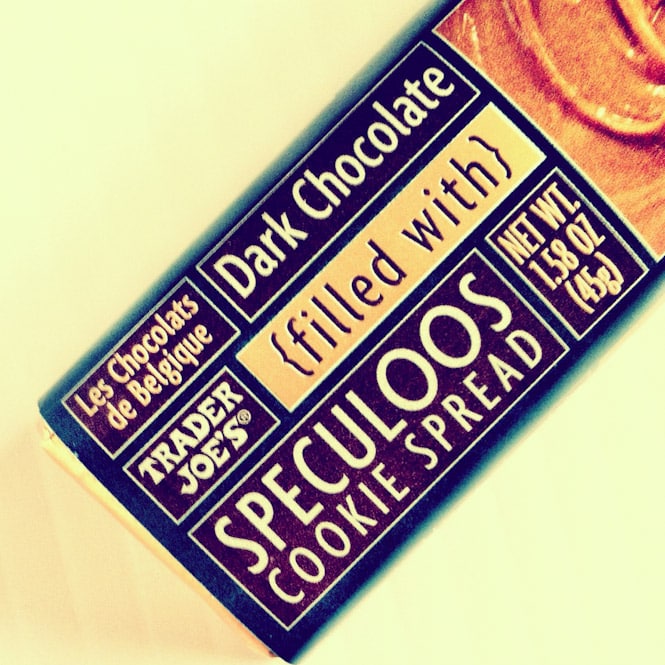 Les Chocolats
de Belgique
TRADER
JOE'S®
Dark Chocolate
{filled with}
SPECULOOS
COOKIE SPREAD
NET WT.
1.58 OZ
(45g)